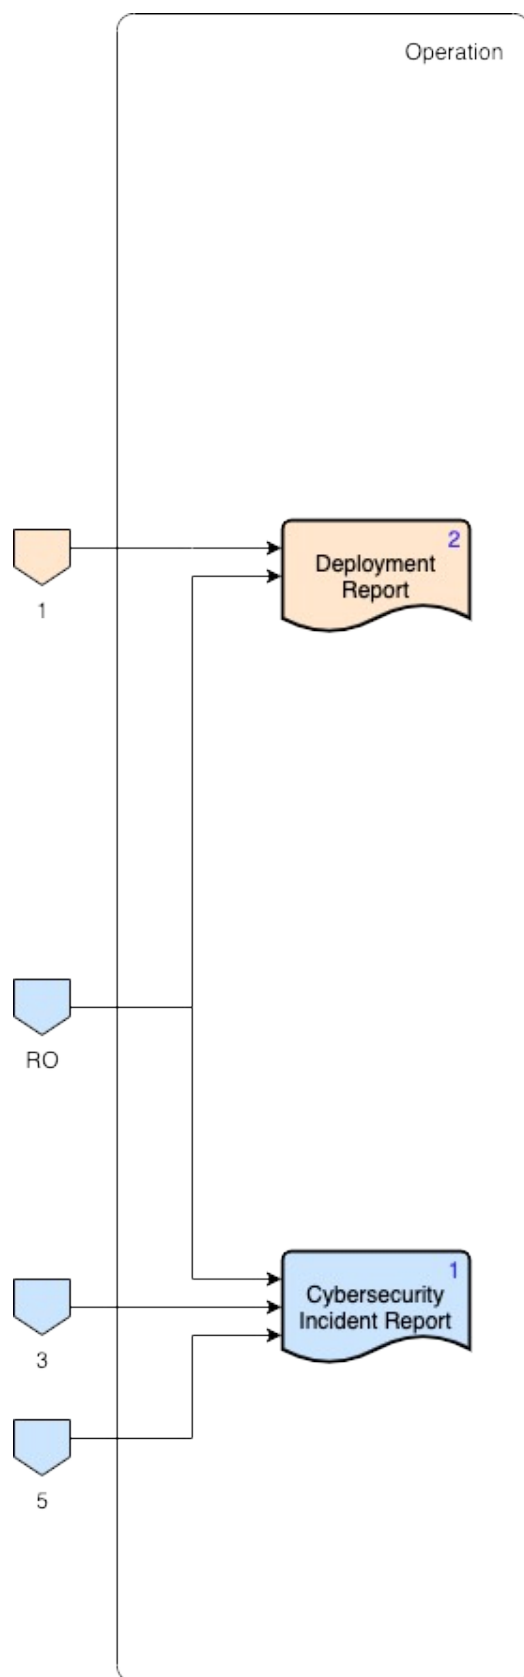 Operation
2
Deployment
Report
1
RO
1
Cybersecurity
Incident Report
3
5